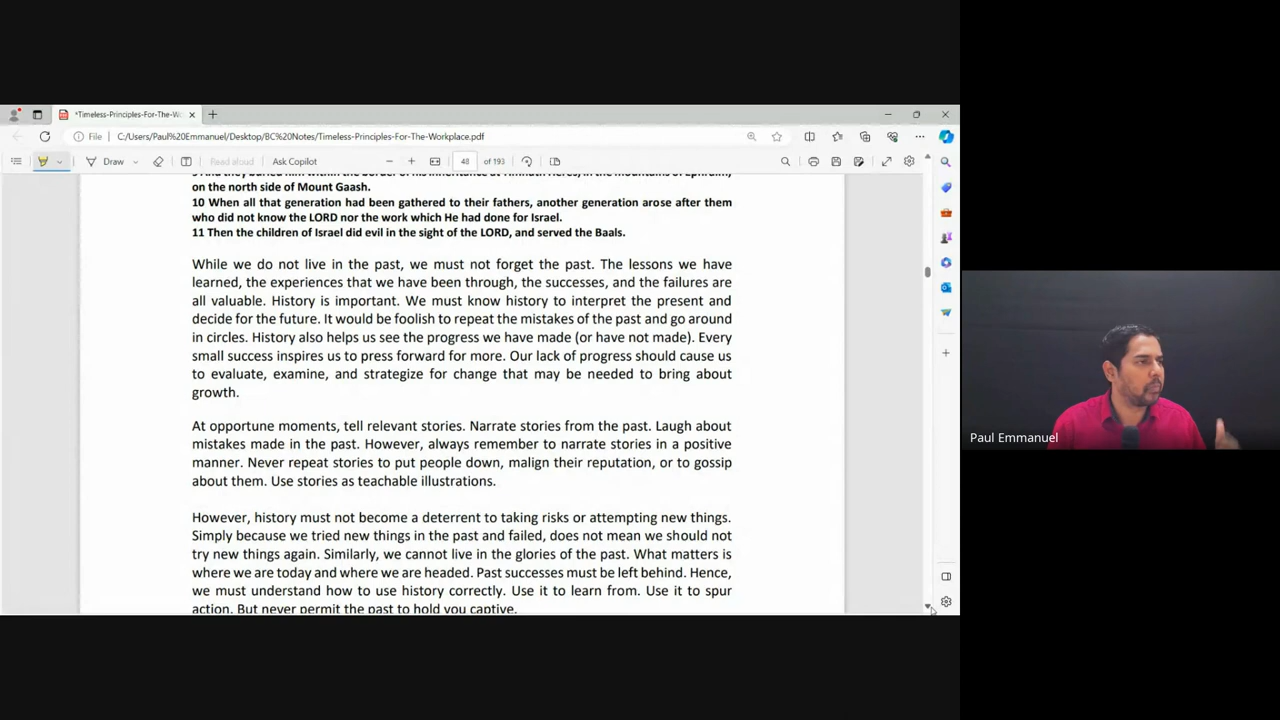 *Timeless-Principles-For-The-Wo
File
C:/Users/Paul%20Emmanuel/Desktop/BC%20Notes/Timeless-Principles-For-The-Workplace.pdf
Draw
Read aloud
Ask Copilot
48
of 193
on the north side of Mount Gaash.
10 When all that generation had been gathered to their fathers, another generation arose after them
who did not know the LORD nor the work which He had done for Israel.
11 Then the children of Israel did evil in the sight of the LORD, and served the Baals.
While we do not live in the past, we must not forget the past. The lessons we have
learned, the experiences that we have been through, the successes, and the failures are
all valuable. History is important. We must know history to interpret the present and
decide for the future. It would be foolish to repeat the mistakes of the past and go around
in circles. History also helps us see the progress we have made (or have not made). Every
small success inspires us to press forward for more. Our lack of progress should cause us
to evaluate, examine, and strategize for change that may be needed to bring about
growth.
At opportune moments, tell relevant stories. Narrate stories from the past. Laugh about
mistakes made in the past. However, always remember to narrate stories in a positive
manner. Never repeat stories to put people down, malign their reputation, or to gossip
about them. Use stories as teachable illustrations.
However, history must not become a deterrent to taking risks or attempting new things.
Simply because we tried new things in the past and failed, does not mean we should not
try new things again. Similarly, we cannot live in the glories of the past. What matters is
where we are today and where we are headed. Past successes must be left behind. Hence,
we must understand how to use history correctly. Use it to learn from. Use it to spur
action. But never permit the past to hold you captive.
Paul Emmanuel